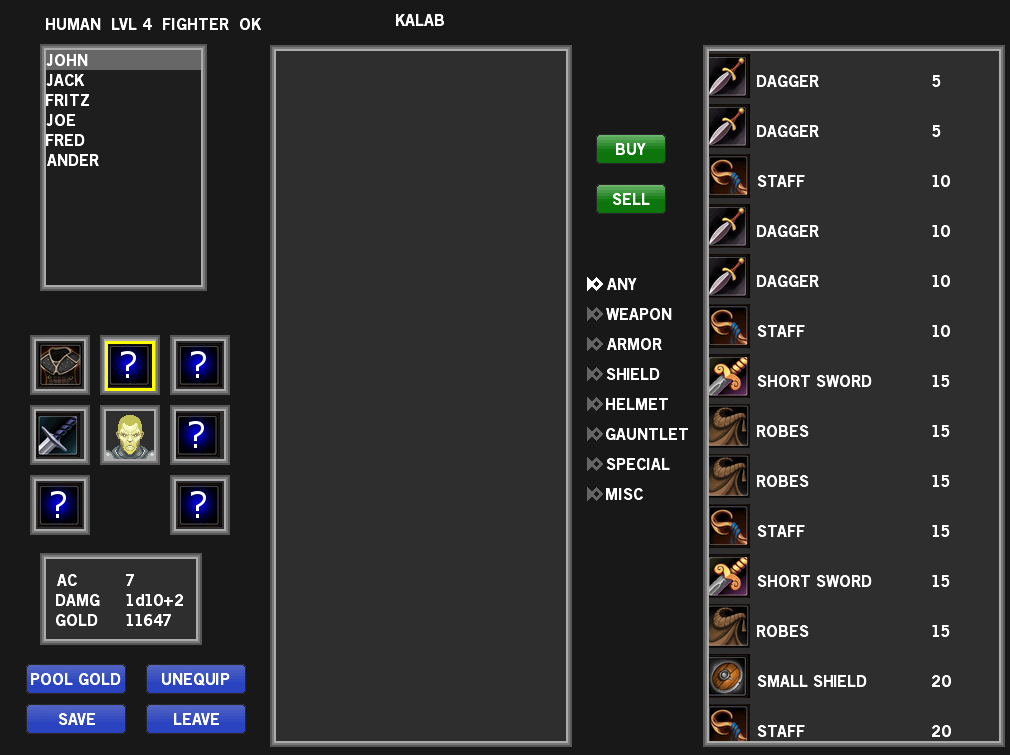 HUMAN LVL 4 FIGHTER OK
KALAB
JOHN
JACK
FRITZ
JOE
FRED
ANDER
?
?
?
?
?
AC 7
DAMG 1d10+2
GOLD 11647
POOL GOLD
UNEQUIP
SAVE
LEAVE
BUY
SELL
ANY
WEAPON
ARMOR
SHIELD
HELMET
GAUNTLET
SPECIAL
MISC
DAGGER 5
DAGGER 5
STAFF 10
DAGGER 10
DAGGER 10
STAFF 10
SHORT SWORD 15
ROBES 15
ROBES 15
STAFF 15
SHORT SWORD 15
ROBES 15
SMALL SHIELD 20
STAFF 20